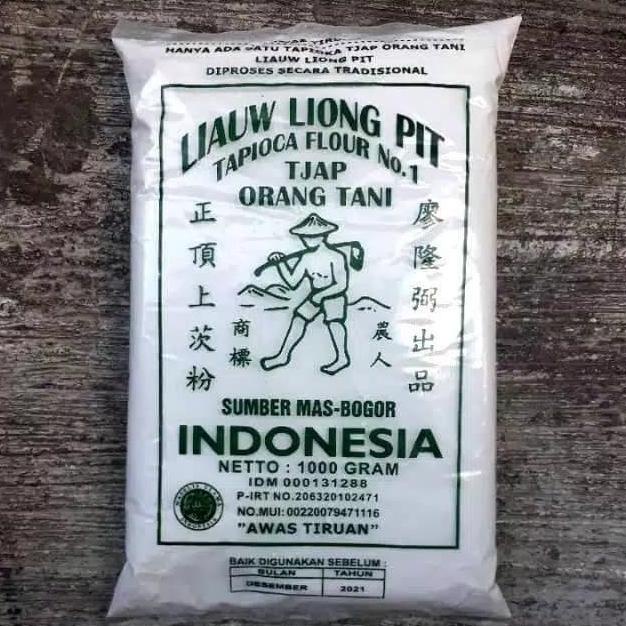 HANYA ADA SATU TAPIOKA TJAP ORANG TANI
LIAUW LIONG PIT
DIPROSES SECARA TRADISIONAL
LIAUW LIONG PIT
TAPIOCA FLOUR No.1
TJAP
ORANG TANI
正頂上茨粉
商標
農人
廖隆弼出品
SUMBER MAS-BOGOR
INDONESIA
NETTO : 1000 GRAM
IDM 000131288
P-IRT NO.206320102471
NO.MUI:00220079471116
"AWAS TIRUAN"
BAIK DIGUNAKAN SEBELUM :
BULAN TAHUN
DESEMBER 2021